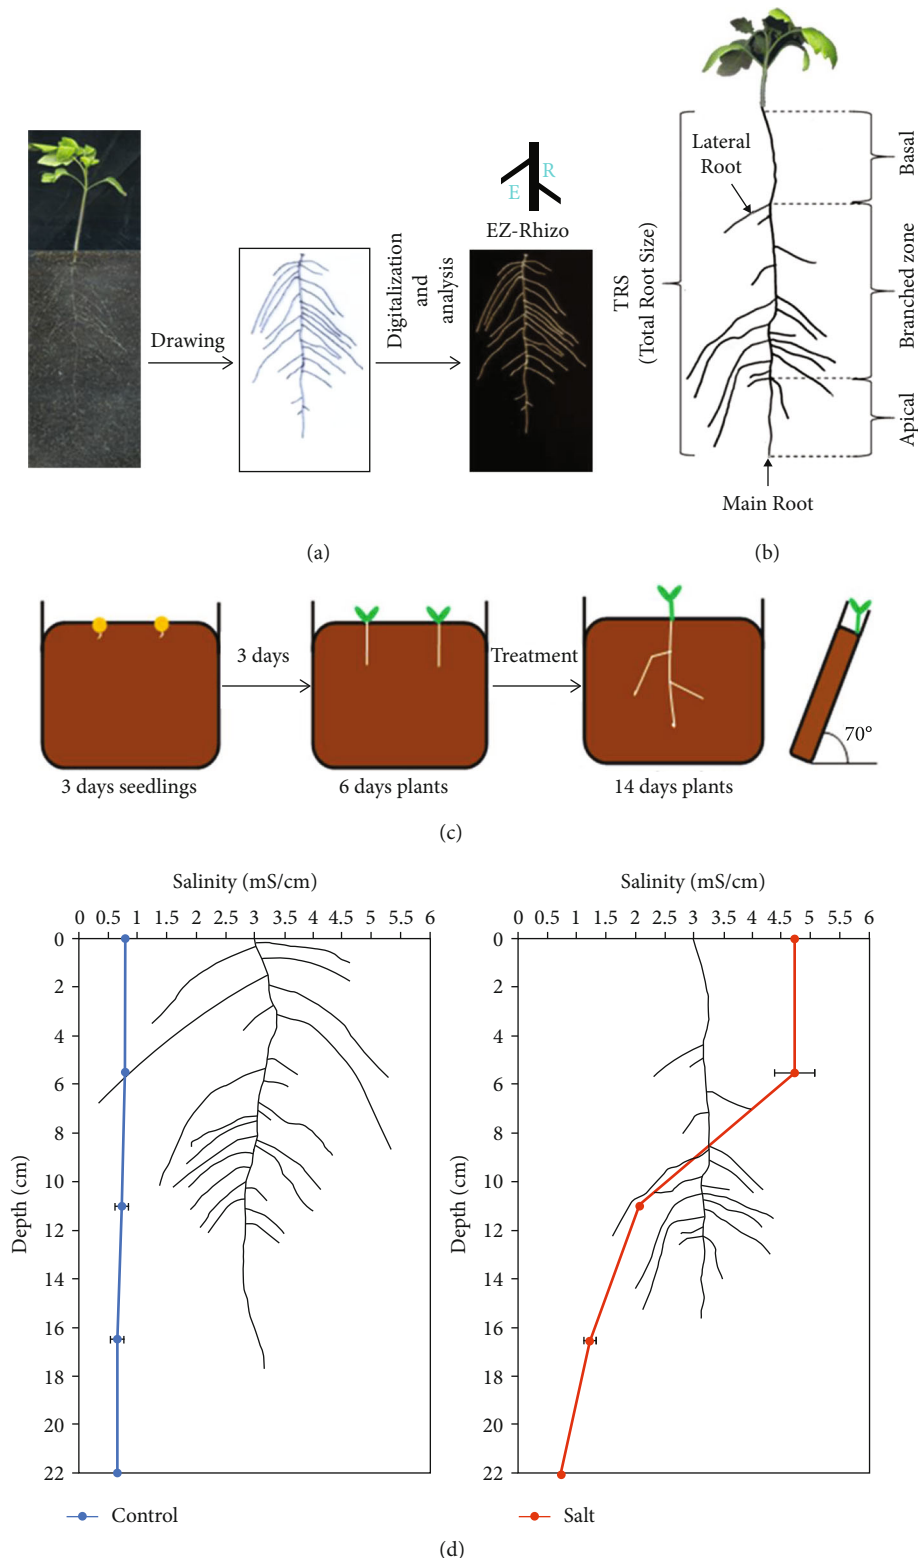 E R
EZ-Rhizo
Drawing
Digitalization
and
analysis
(a)
Lateral
Root
TRS
(Total Root Size)
Basal
Branched zone
Apical
Main Root
(b)
3 days
Treatment
70°
3 days seedlings
6 days plants
14 days plants
(c)
Salinity (mS/cm)
0 0.5 1 1.5 2 2.5 3 3.5 4 4.5 5 5.5 6
0
2
4
6
8
10
12
14
16
18
20
22
Depth (cm)
Control
Salinity (mS/cm)
0 0.5 1 1.5 2 2.5 3 3.5 4 4.5 5 5.5 6
0
2
4
6
8
10
12
14
16
18
20
22
Depth (cm)
Salt
(d)